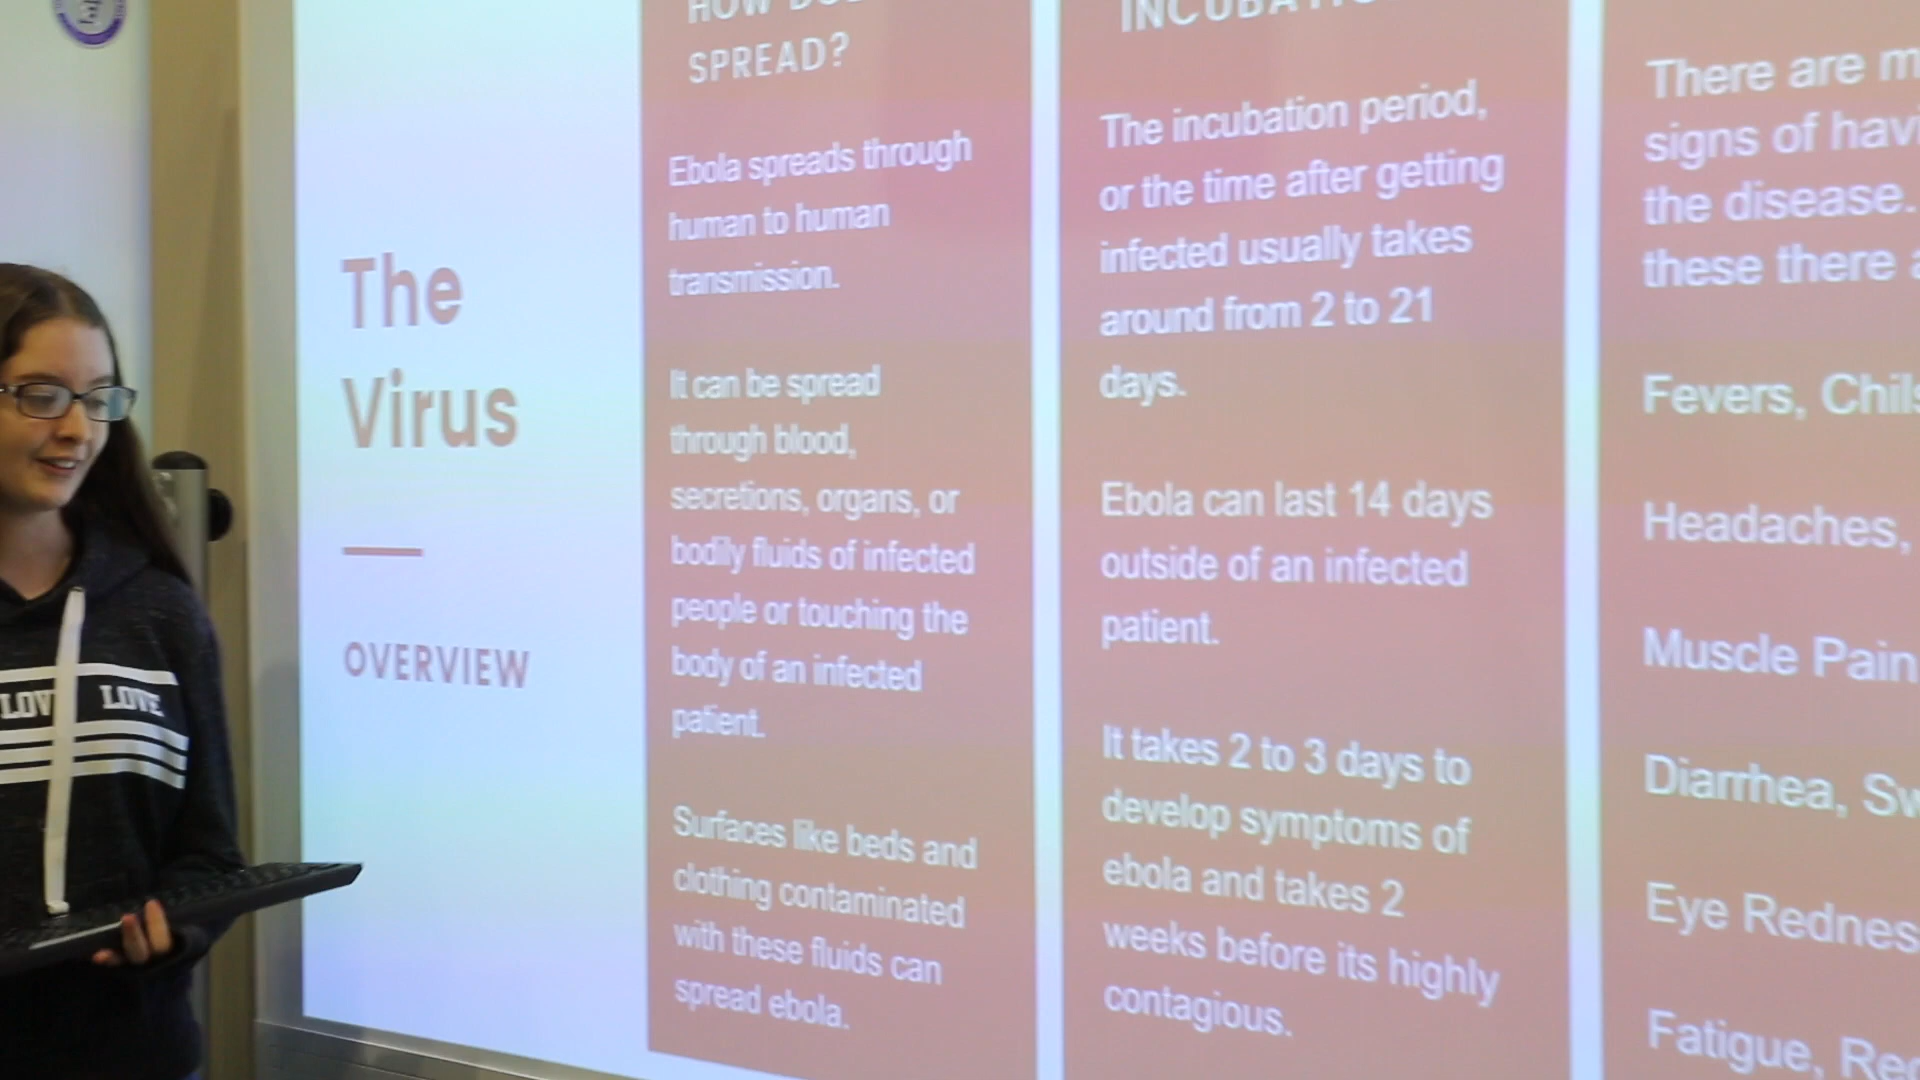 The
Virus
OVERVIEW
LOVE
SPREAD?
Ebola spreads through
human to human
transmission.
It can be spread
through blood,
secretions, organs, or
bodily fluids of infected
people or touching the
body of an infected
patient.
Surfaces like beds and
clothing contaminated
with these fluids can
spread ebola.
The incubation period,
or the time after getting
infected usually takes
around from 2 to 21
days.
Ebola can last 14 days
outside of an infected
patient.
It takes 2 to 3 days to
develop symptoms of
ebola and takes 2
weeks before its highly
contagious.
There are
signs of
the disease.
these there
Fevers,
Headaches,
Muscle Pain
Diarrhea,
Eye
Fatigue,